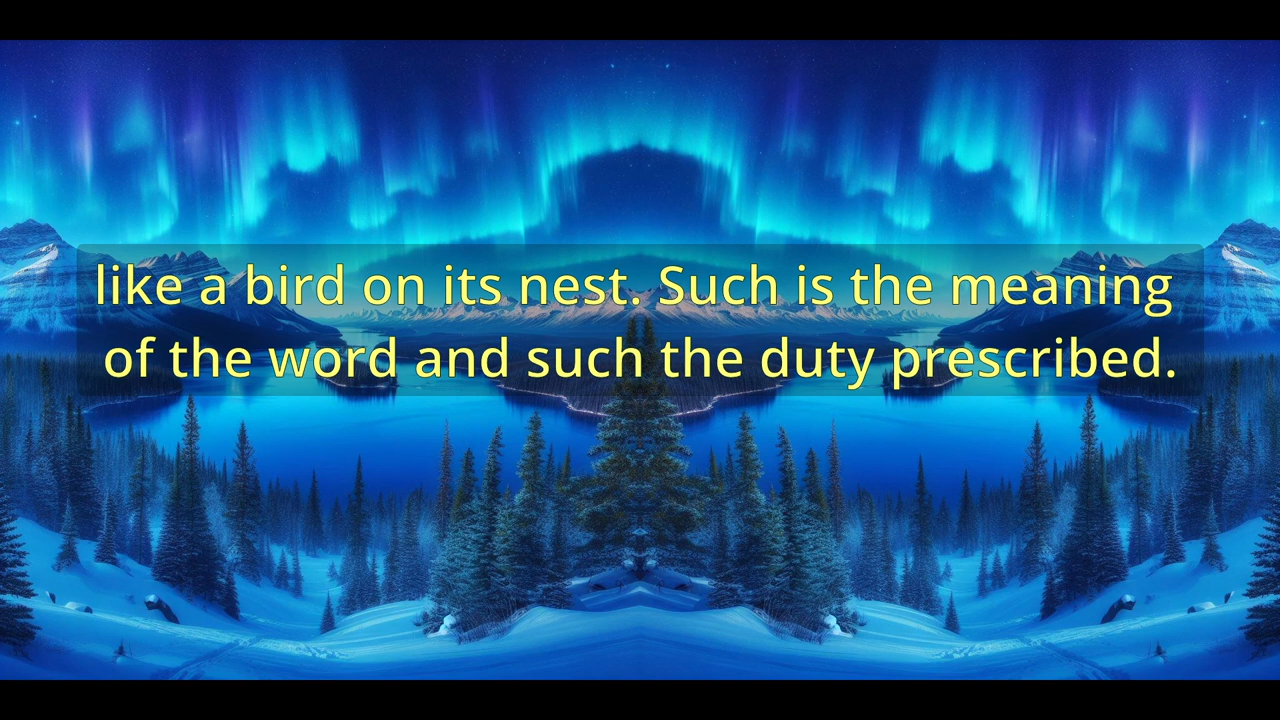 like a bird on its nest. Such is the meaning
of the word and such the duty prescribed.